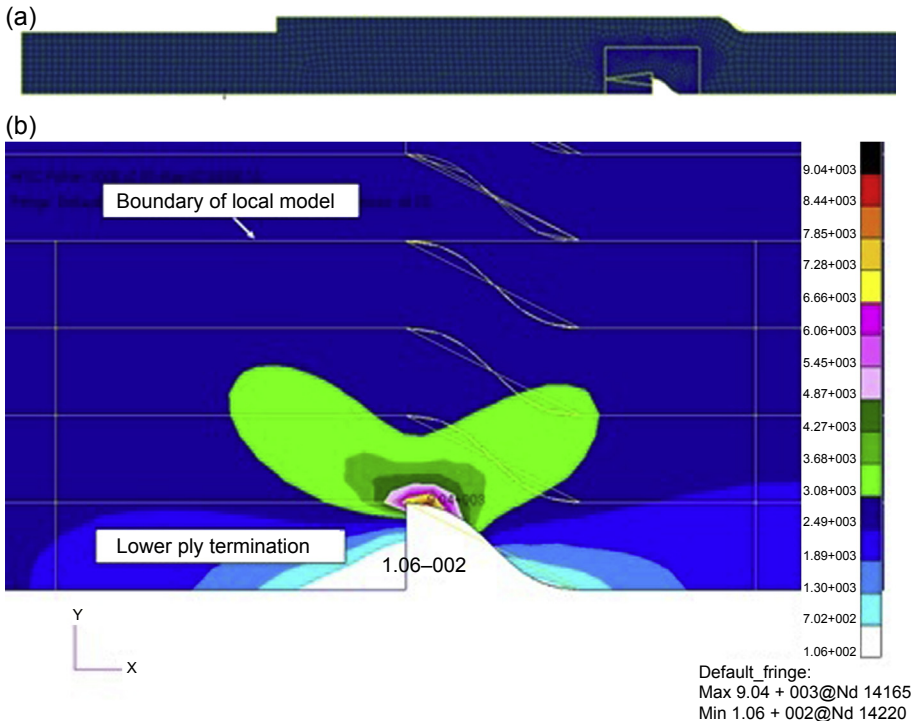 (a)
(b)
Boundary of local model
9.04+003
Lower ply termination
1.06–002
Y
X
9.04+003
8.44+003
7.85+003
7.28+003
6.66+003
6.06+003
5.45+003
4.87+003
4.27+003
3.68+003
3.08+003
2.49+003
1.89+003
1.30+003
7.02+002
1.06+002
Default_fringe:
Max 9.04 + 003@Nd 14165
Min 1.06 + 002@Nd 14220